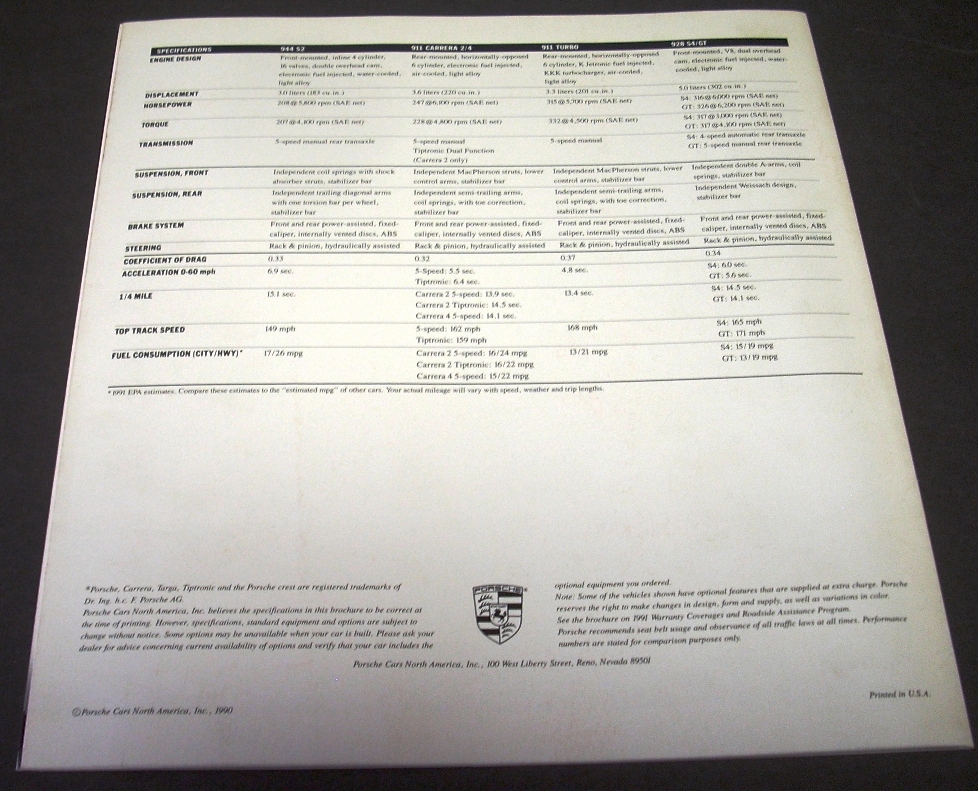 SPECIFICATIONS 944 S2 911 CARRERA 2/4 911 TURBO 928 S4/GT
ENGINE DESIGN Front-mounted, inline 4 cylinder, Rear-mounted, horizontally-opposed Rear-mounted, horizontally-opposed Front-mounted, V8, dual overhead
16 valves, double overhead cam, 6 cylinder, electronic fuel injected, 6 cylinder, K Jetronic fuel injected, cam, electronic fuel injected, water-
electronic fuel injected, water-cooled, air-cooled, light alloy KKK turbocharger, air-cooled, cooled, light alloy
light alloy light alloy
DISPLACEMENT 3.0 liters (183 cu. in.) 3.6 liters (220 cu. in.) 3.3 liters (201 cu. in.) 5.0 liters (302 cu. in.)
HORSEPOWER 208@5,800 rpm (SAE net) 247@6,100 rpm (SAE net) 315@5,700 rpm (SAE net) S4: 316@6,000 rpm (SAE net)
GT: 326@6,200 rpm (SAE net)
TORQUE 207@4,100 rpm (SAE net) 228@4,800 rpm (SAE net) 332@4,500 rpm (SAE net) S4: 317@3,000 rpm (SAE net)
GT: 317@4,100 rpm (SAE net)
TRANSMISSION 5-speed manual rear transaxle 5-speed manual 5-speed manual S4: 4-speed automatic rear transaxle
Tiptronic Dual Function GT: 5-speed manual rear transaxle
(Carrera 2 only)
SUSPENSION, FRONT Independent coil springs with shock Independent MacPherson struts, lower Independent MacPherson struts, lower Independent double A-arms, coil
absorber struts, stabilizer bar control arms, stabilizer bar control arms, stabilizer bar springs, stabilizer bar
SUSPENSION, REAR Independent trailing diagonal arms Independent semi-trailing arms, Independent semi-trailing arms, Independent Weissach design,
with one torsion bar per wheel, coil springs, with toe correction, coil springs, with toe correction, stabilizer bar
stabilizer bar stabilizer bar stabilizer bar
BRAKE SYSTEM Front and rear power-assisted, fixed- Front and rear power-assisted, fixed- Front and rear power-assisted, fixed- Front and rear power-assisted, fixed-
caliper, internally vented discs, ABS caliper, internally vented discs, ABS caliper, internally vented discs, ABS caliper, internally vented discs, ABS
STEERING Rack & pinion, hydraulically assisted Rack & pinion, hydraulically assisted Rack & pinion, hydraulically assisted Rack & pinion, hydraulically assisted
COEFFICIENT OF DRAG 0.33 0.32 0.37 0.34
ACCELERATION 0-60 mph 6.9 sec. 5-Speed: 5.5 sec. 4.8 sec. S4: 6.0 sec.
Tiptronic: 6.4 sec. GT: 5.6 sec.
1/4 MILE 15.1 sec. Carrera 2 5-speed: 13.9 sec. 13.4 sec. S4: 14.5 sec.
Carrera 2 Tiptronic: 14.5 sec. GT: 14.1 sec.
Carrera 4 5-speed: 14.1 sec.
TOP TRACK SPEED 149 mph 5-speed: 162 mph 168 mph S4: 165 mph
Tiptronic: 159 mph GT: 171 mph
FUEL CONSUMPTION (CITY/HWY)* 17/26 mpg Carrera 2 5-speed: 16/24 mpg 13/21 mpg S4: 15/19 mpg
Carrera 2 Tiptronic: 16/22 mpg GT: 13/19 mpg
Carrera 4 5-speed: 15/22 mpg
*1991 EPA estimates. Compare these estimates to the "estimated mpg" of other cars. Your actual mileage will vary with speed, weather and trip lengths.
*Porsche, Carrera, Targa, Tiptronic and the Porsche crest are registered trademarks of
Dr. Ing. h.c. F. Porsche AG.
Porsche Cars North America, Inc. believes the specifications in this brochure to be correct at
the time of printing. However, specifications, standard equipment and options are subject to
change without notice. Some options may be unavailable when your car is built. Please ask your
dealer for advice concerning current availability of options and verify that your car includes the
PORSCHE
optional equipment you ordered.
Note: Some of the vehicles shown have optional features that are supplied at extra charge. Porsche
reserves the right to make changes in design, form and supply, as well as variations in color.
See the brochure on 1991 Warranty Coverages and Roadside Assistance Program.
Porsche recommends seat belt usage and observance of all traffic laws at all times. Performance
numbers are stated for comparison purposes only.
Porsche Cars North America, Inc., 100 West Liberty Street, Reno, Nevada 89501
Printed in U.S.A.
©Porsche Cars North America, Inc., 1990